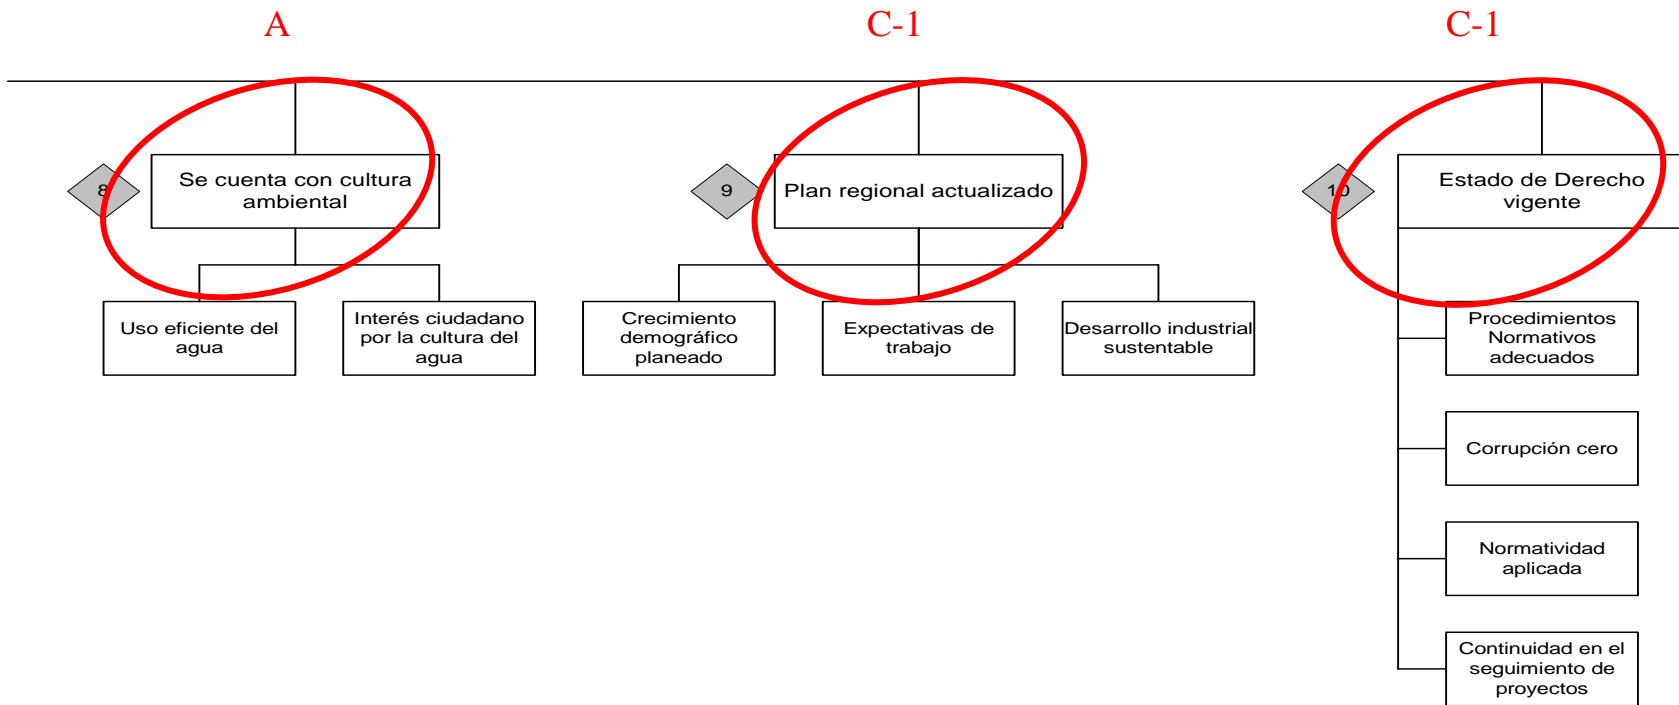 A
C-1
C-1
8
Se cuenta con cultura
ambiental
9
Plan regional actualizado
10
Estado de Derecho
vigente
Uso eficiente del
agua
Interés ciudadano
por la cultura del
agua
Crecimiento
demográfico
planeado
Expectativas de
trabajo
Desarrollo industrial
sustentable
Procedimientos
Normativos
adecuados
Corrupción cero
Normatividad
aplicada
Continuidad en el
seguimiento de
proyectos